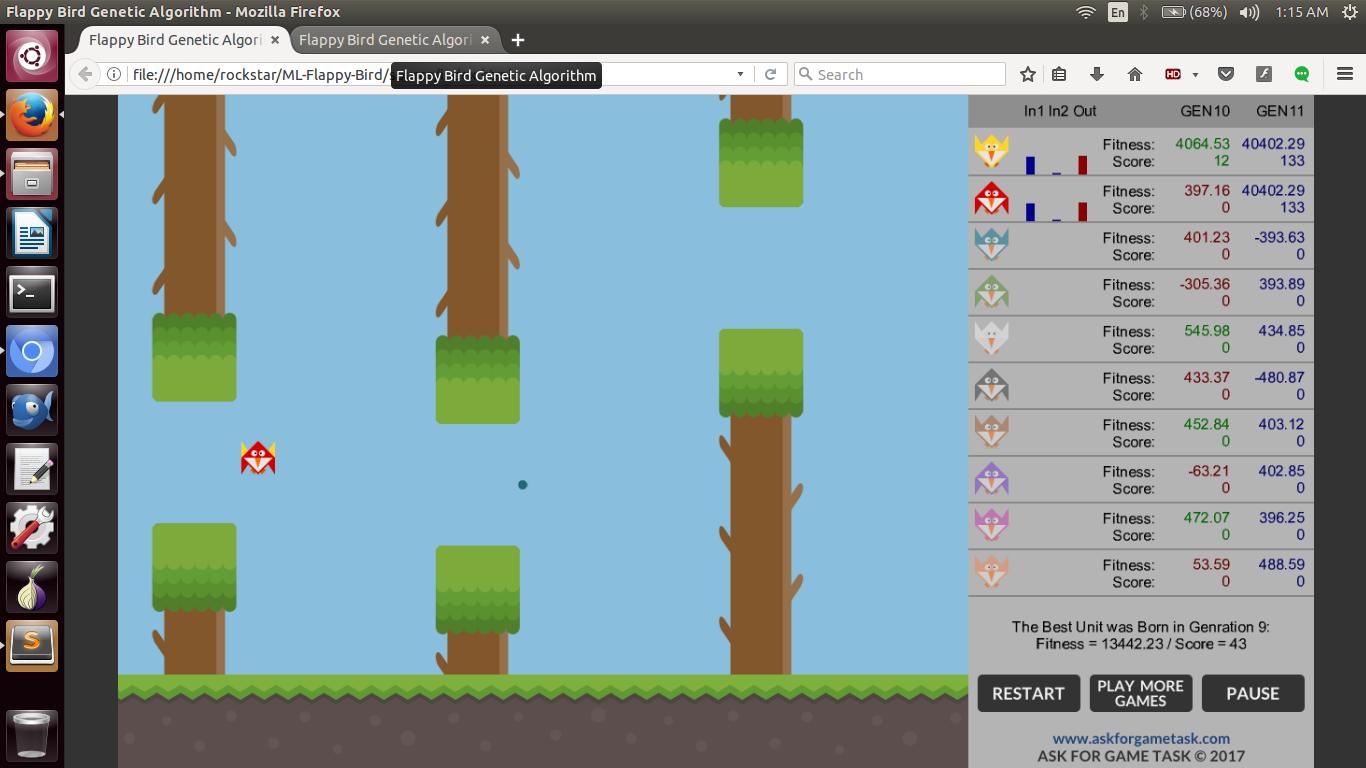 Flappy Bird Genetic Algorithm - Mozilla Firefox
En
(68%)
1:15 AM
Flappy Bird Genetic Algori
Flappy Bird Genetic Algori
file:///home/rockstar/ML-Flappy-Bird/
Search
HD
Flappy Bird Genetic Algorithm
In1 In2 Out GEN10 GEN11
Fitness: 4064.53 40402.29
Score: 12 133
Fitness: 397.16 40402.29
Score: 0 133
Fitness: 401.23 -393.63
Score: 0 0
Fitness: -305.36 393.89
Score: 0 0
Fitness: 545.98 434.85
Score: 0 0
Fitness: 433.37 -480.87
Score: 0 0
Fitness: 452.84 403.12
Score: 0 0
Fitness: -63.21 402.85
Score: 0 0
Fitness: 472.07 396.25
Score: 0 0
Fitness: 53.59 488.59
Score: 0 0
The Best Unit was Born in Genration 9:
Fitness = 13442.23 / Score = 43
RESTART
PLAY MORE
GAMES
PAUSE
www.askforgametask.com
ASK FOR GAME TASK © 2017